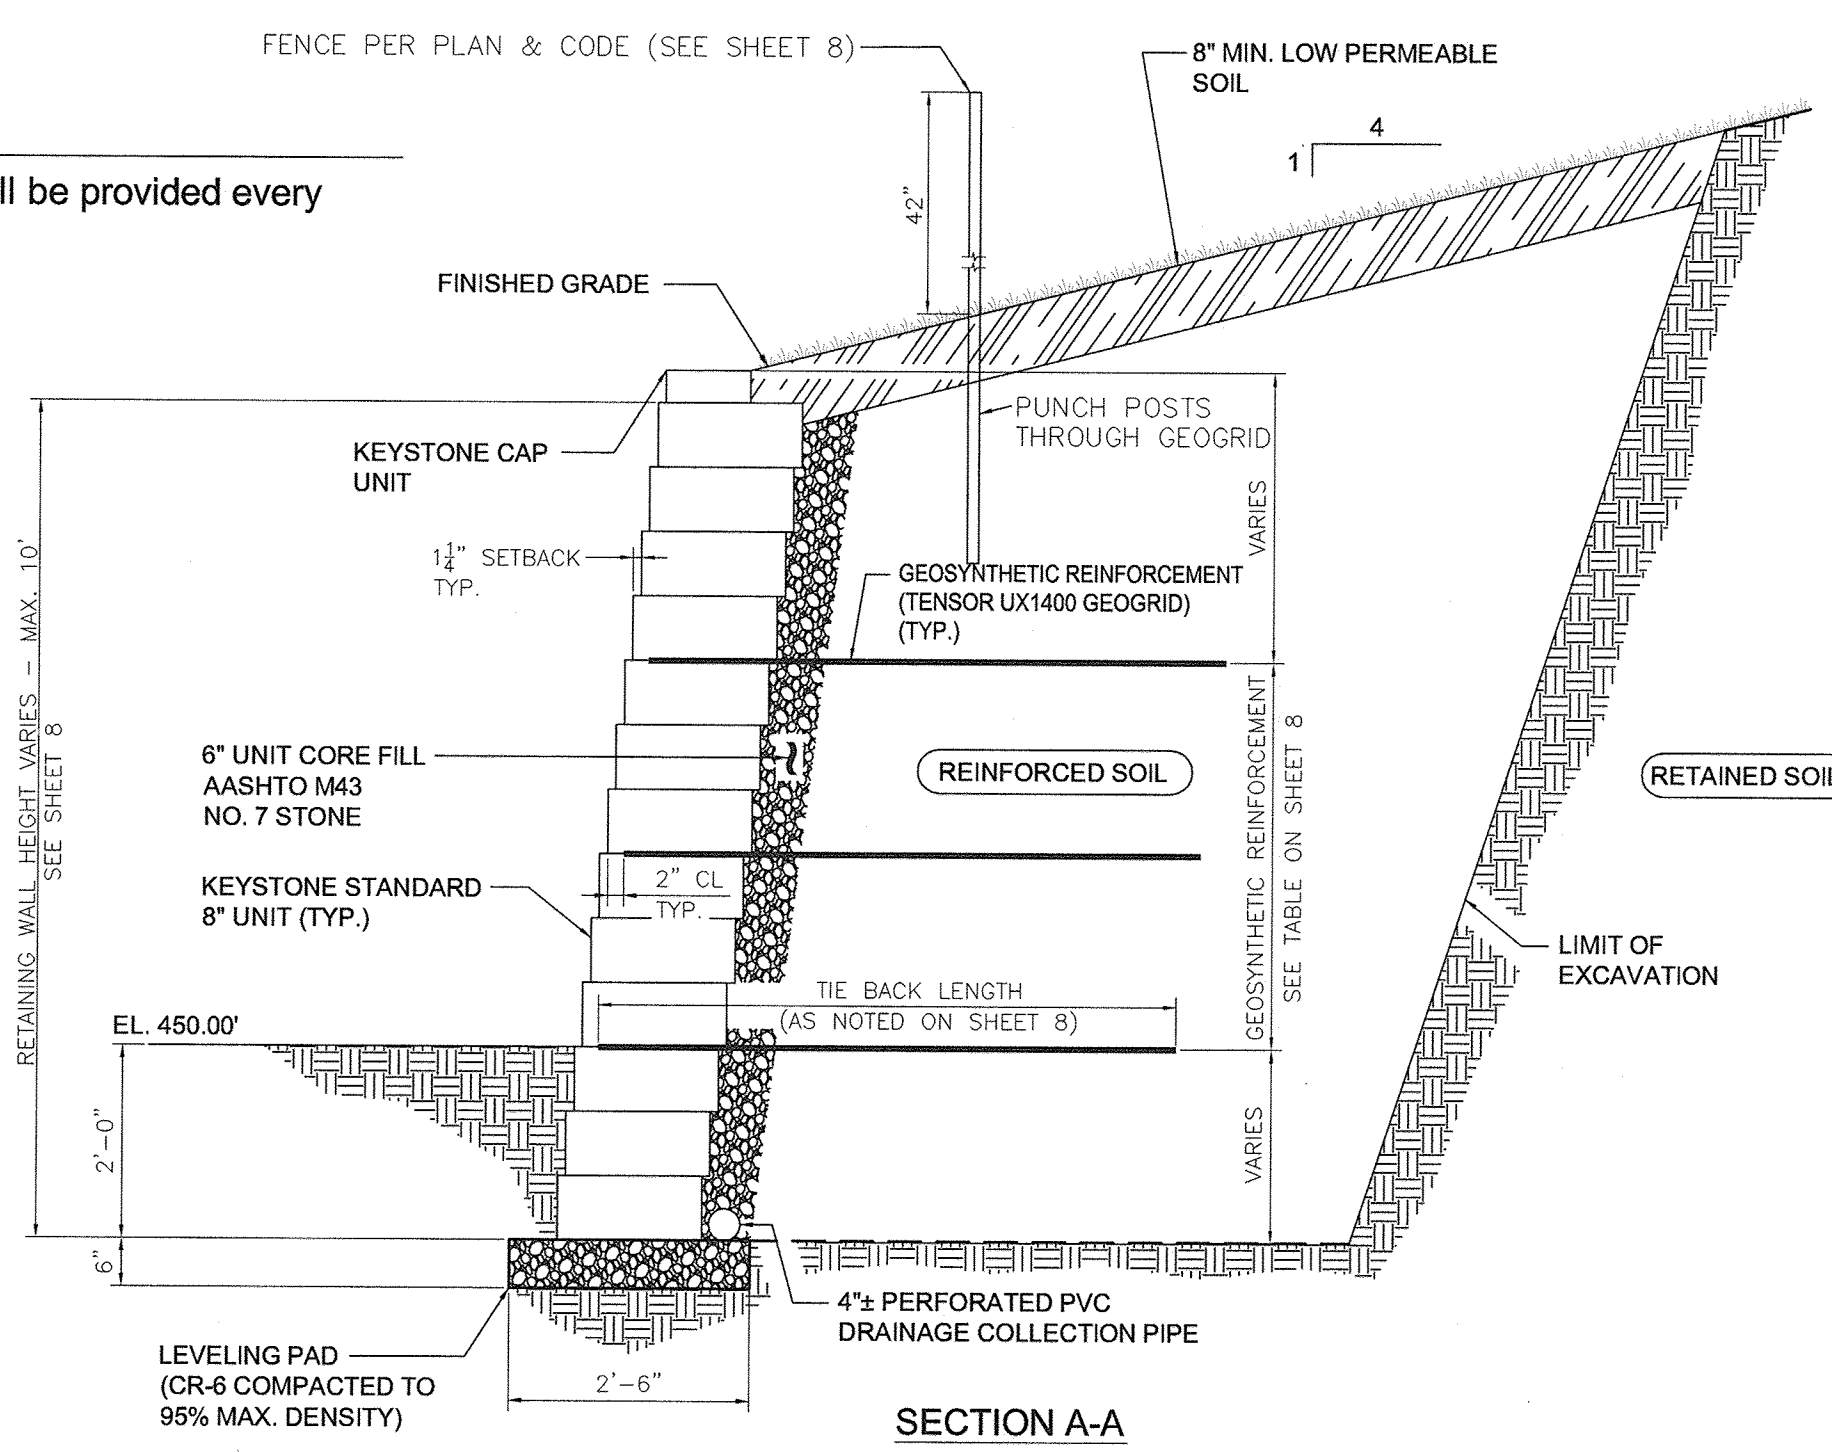 FENCE PER PLAN & CODE (SEE SHEET 8)
8" MIN. LOW PERMEABLE
SOIL
4
1
ll be provided every
42"
FINISHED GRADE
KEYSTONE CAP
UNIT
PUNCH POSTS
THROUGH GEOGRID
VARIES
1 1/4" SETBACK
TYP.
GEOSYNTHETIC REINFORCEMENT
(TENSOR UX1400 GEOGRID)
(TYP.)
RETAINING WALL HEIGHT VARIES - MAX. 10'
SEE SHEET 8
6" UNIT CORE FILL
AASHTO M43
NO. 7 STONE
REINFORCED SOIL
GEOSYNTHETIC REINFORCEMENT
SEE TABLE ON SHEET 8
RETAINED SOIL
KEYSTONE STANDARD
8" UNIT (TYP.)
2" CL
TYP.
LIMIT OF
EXCAVATION
TIE BACK LENGTH
(AS NOTED ON SHEET 8)
EL. 450.00'
2'-0"
VARIES
6"
4"± PERFORATED PVC
DRAINAGE COLLECTION PIPE
LEVELING PAD
(CR-6 COMPACTED TO
95% MAX. DENSITY)
2'-6"
SECTION A-A